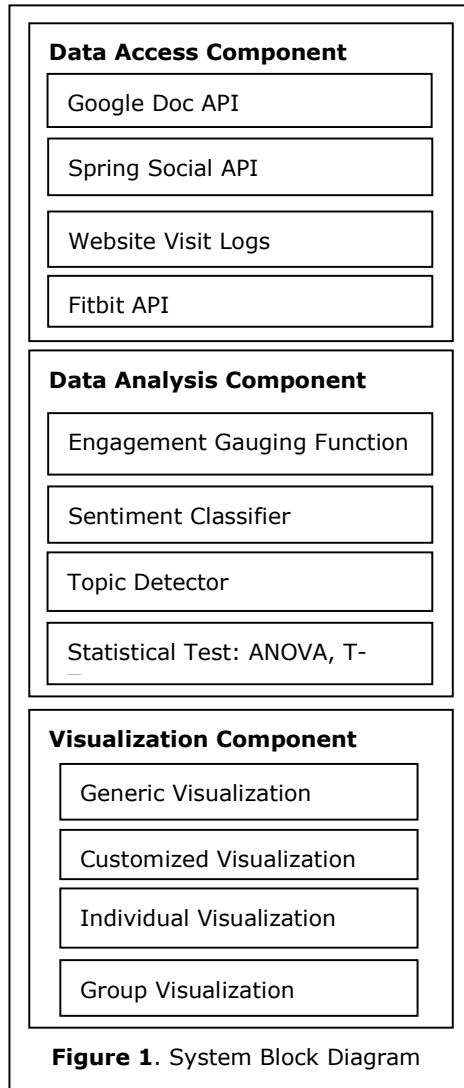 Data Access Component
Google Doc API
Spring Social API
Website Visit Logs
Fitbit API
Data Analysis Component
Engagement Gauging Function
Sentiment Classifier
Topic Detector
Statistical Test: ANOVA, T-
Visualization Component
Generic Visualization
Customized Visualization
Individual Visualization
Group Visualization
Figure 1. System Block Diagram